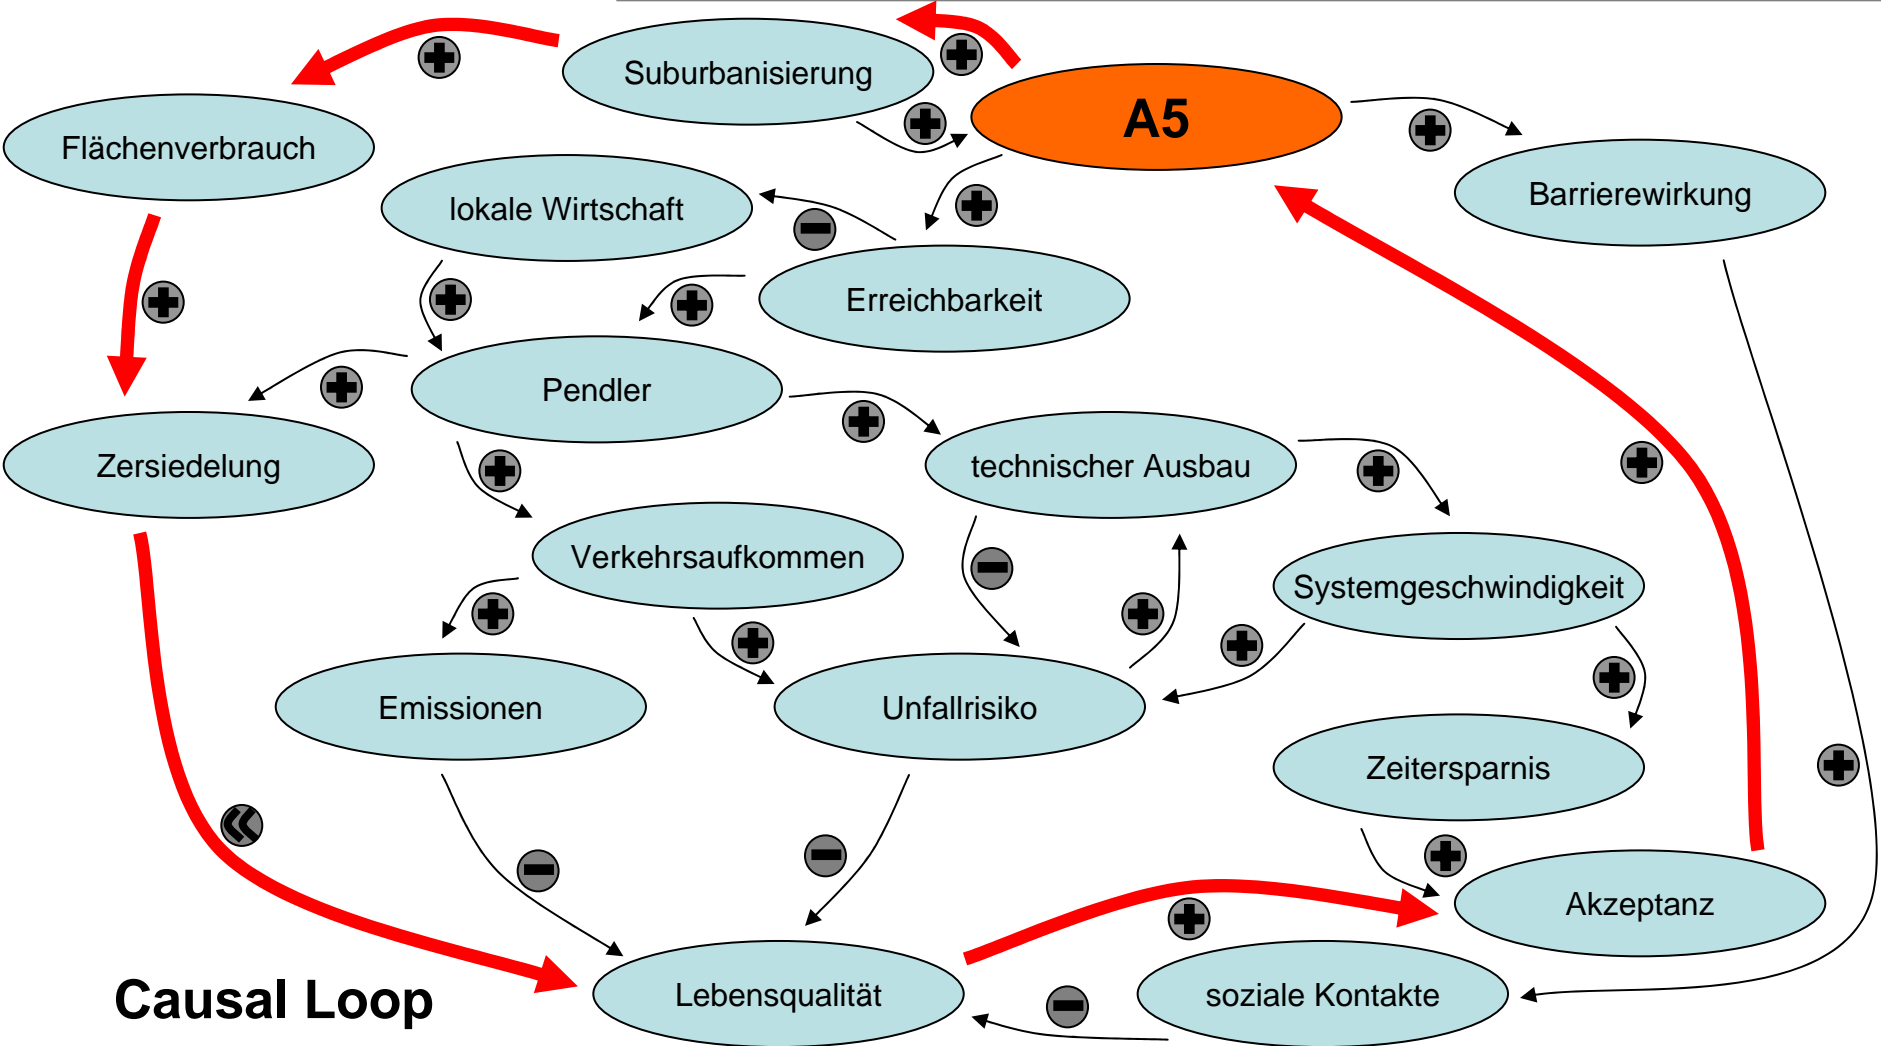 Suburbanisierung
A5
Flächenverbrauch
lokale Wirtschaft
Barrierewirkung
Erreichbarkeit
Pendler
Zersiedelung
technischer Ausbau
Verkehrsaufkommen
Systemgeschwindigkeit
Emissionen
Unfallrisiko
Zeitersparnis
Akzeptanz
Causal Loop
Lebensqualität
soziale Kontakte